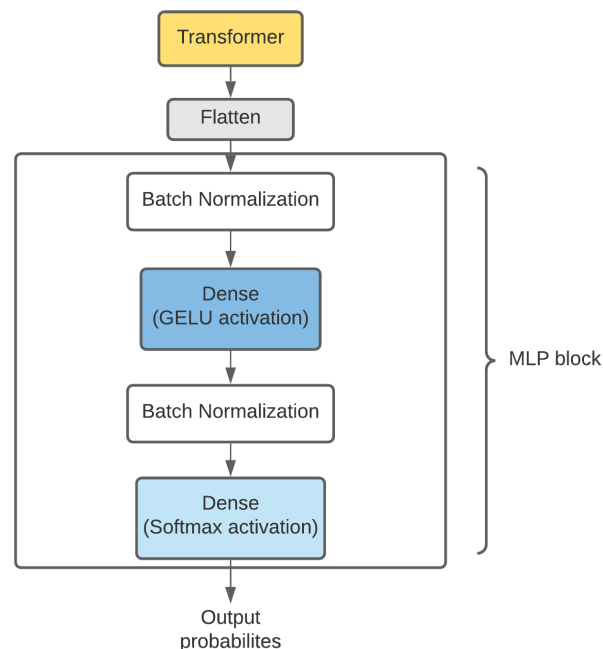 Transformer
Flatten
Batch Normalization
Dense
(GELU activation)
Batch Normalization
Dense
(Softmax activation)
MLP block
Output
probabilites